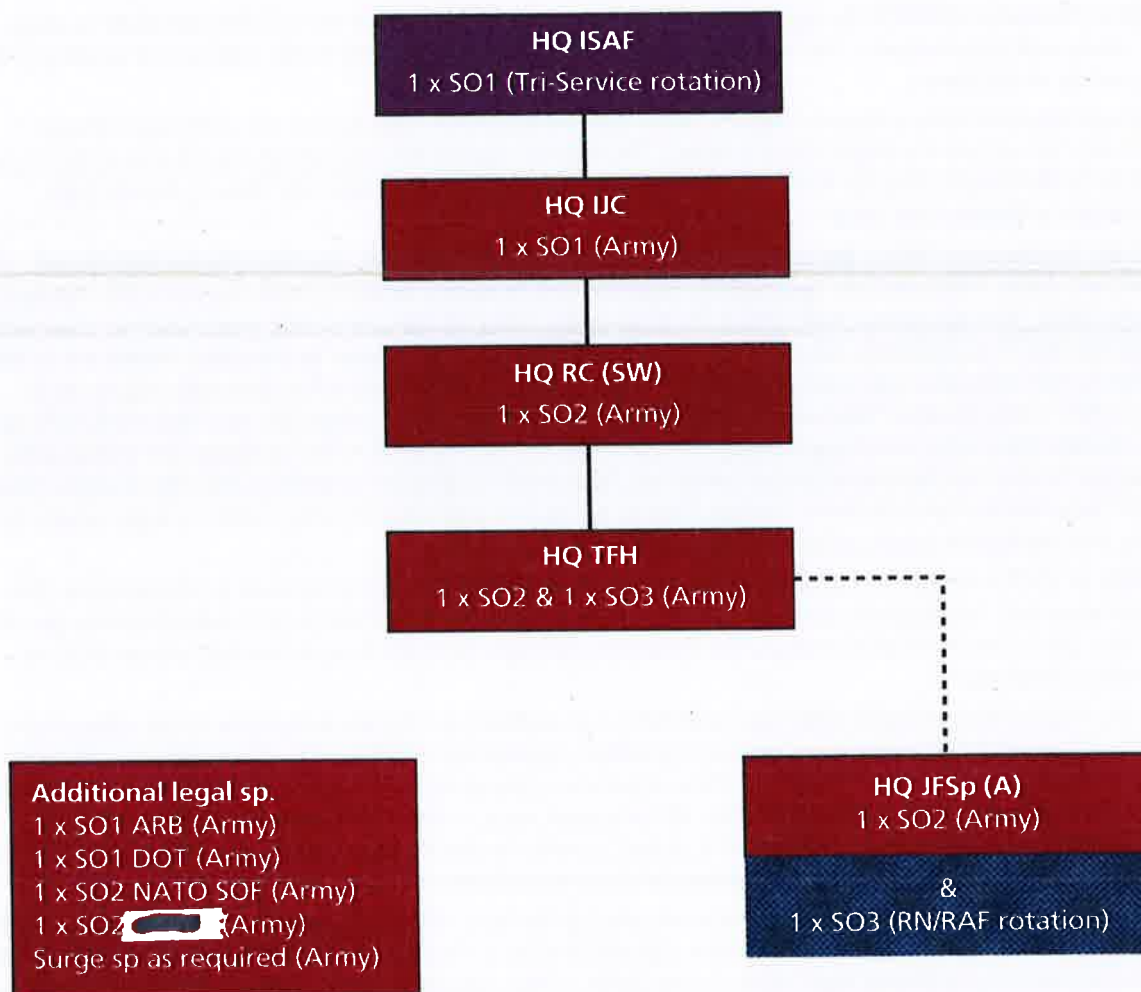 HQ ISAF
1 x SO1 (Tri-Service rotation)
HQ IJC
1 x SO1 (Army)
HQ RC (SW)
1 x SO2 (Army)
HQ TFH
1 x SO2 & 1 x SO3 (Army)
Additional legal sp.
1 x SO1 ARB (Army)
1 x SO1 DOT (Army)
1 x SO2 NATO SOF (Army)
1 x SO2 (Army)
Surge sp as required (Army)
HQ JFSp (A)
1 x SO2 (Army)
&
1 x SO3 (RN/RAF rotation)